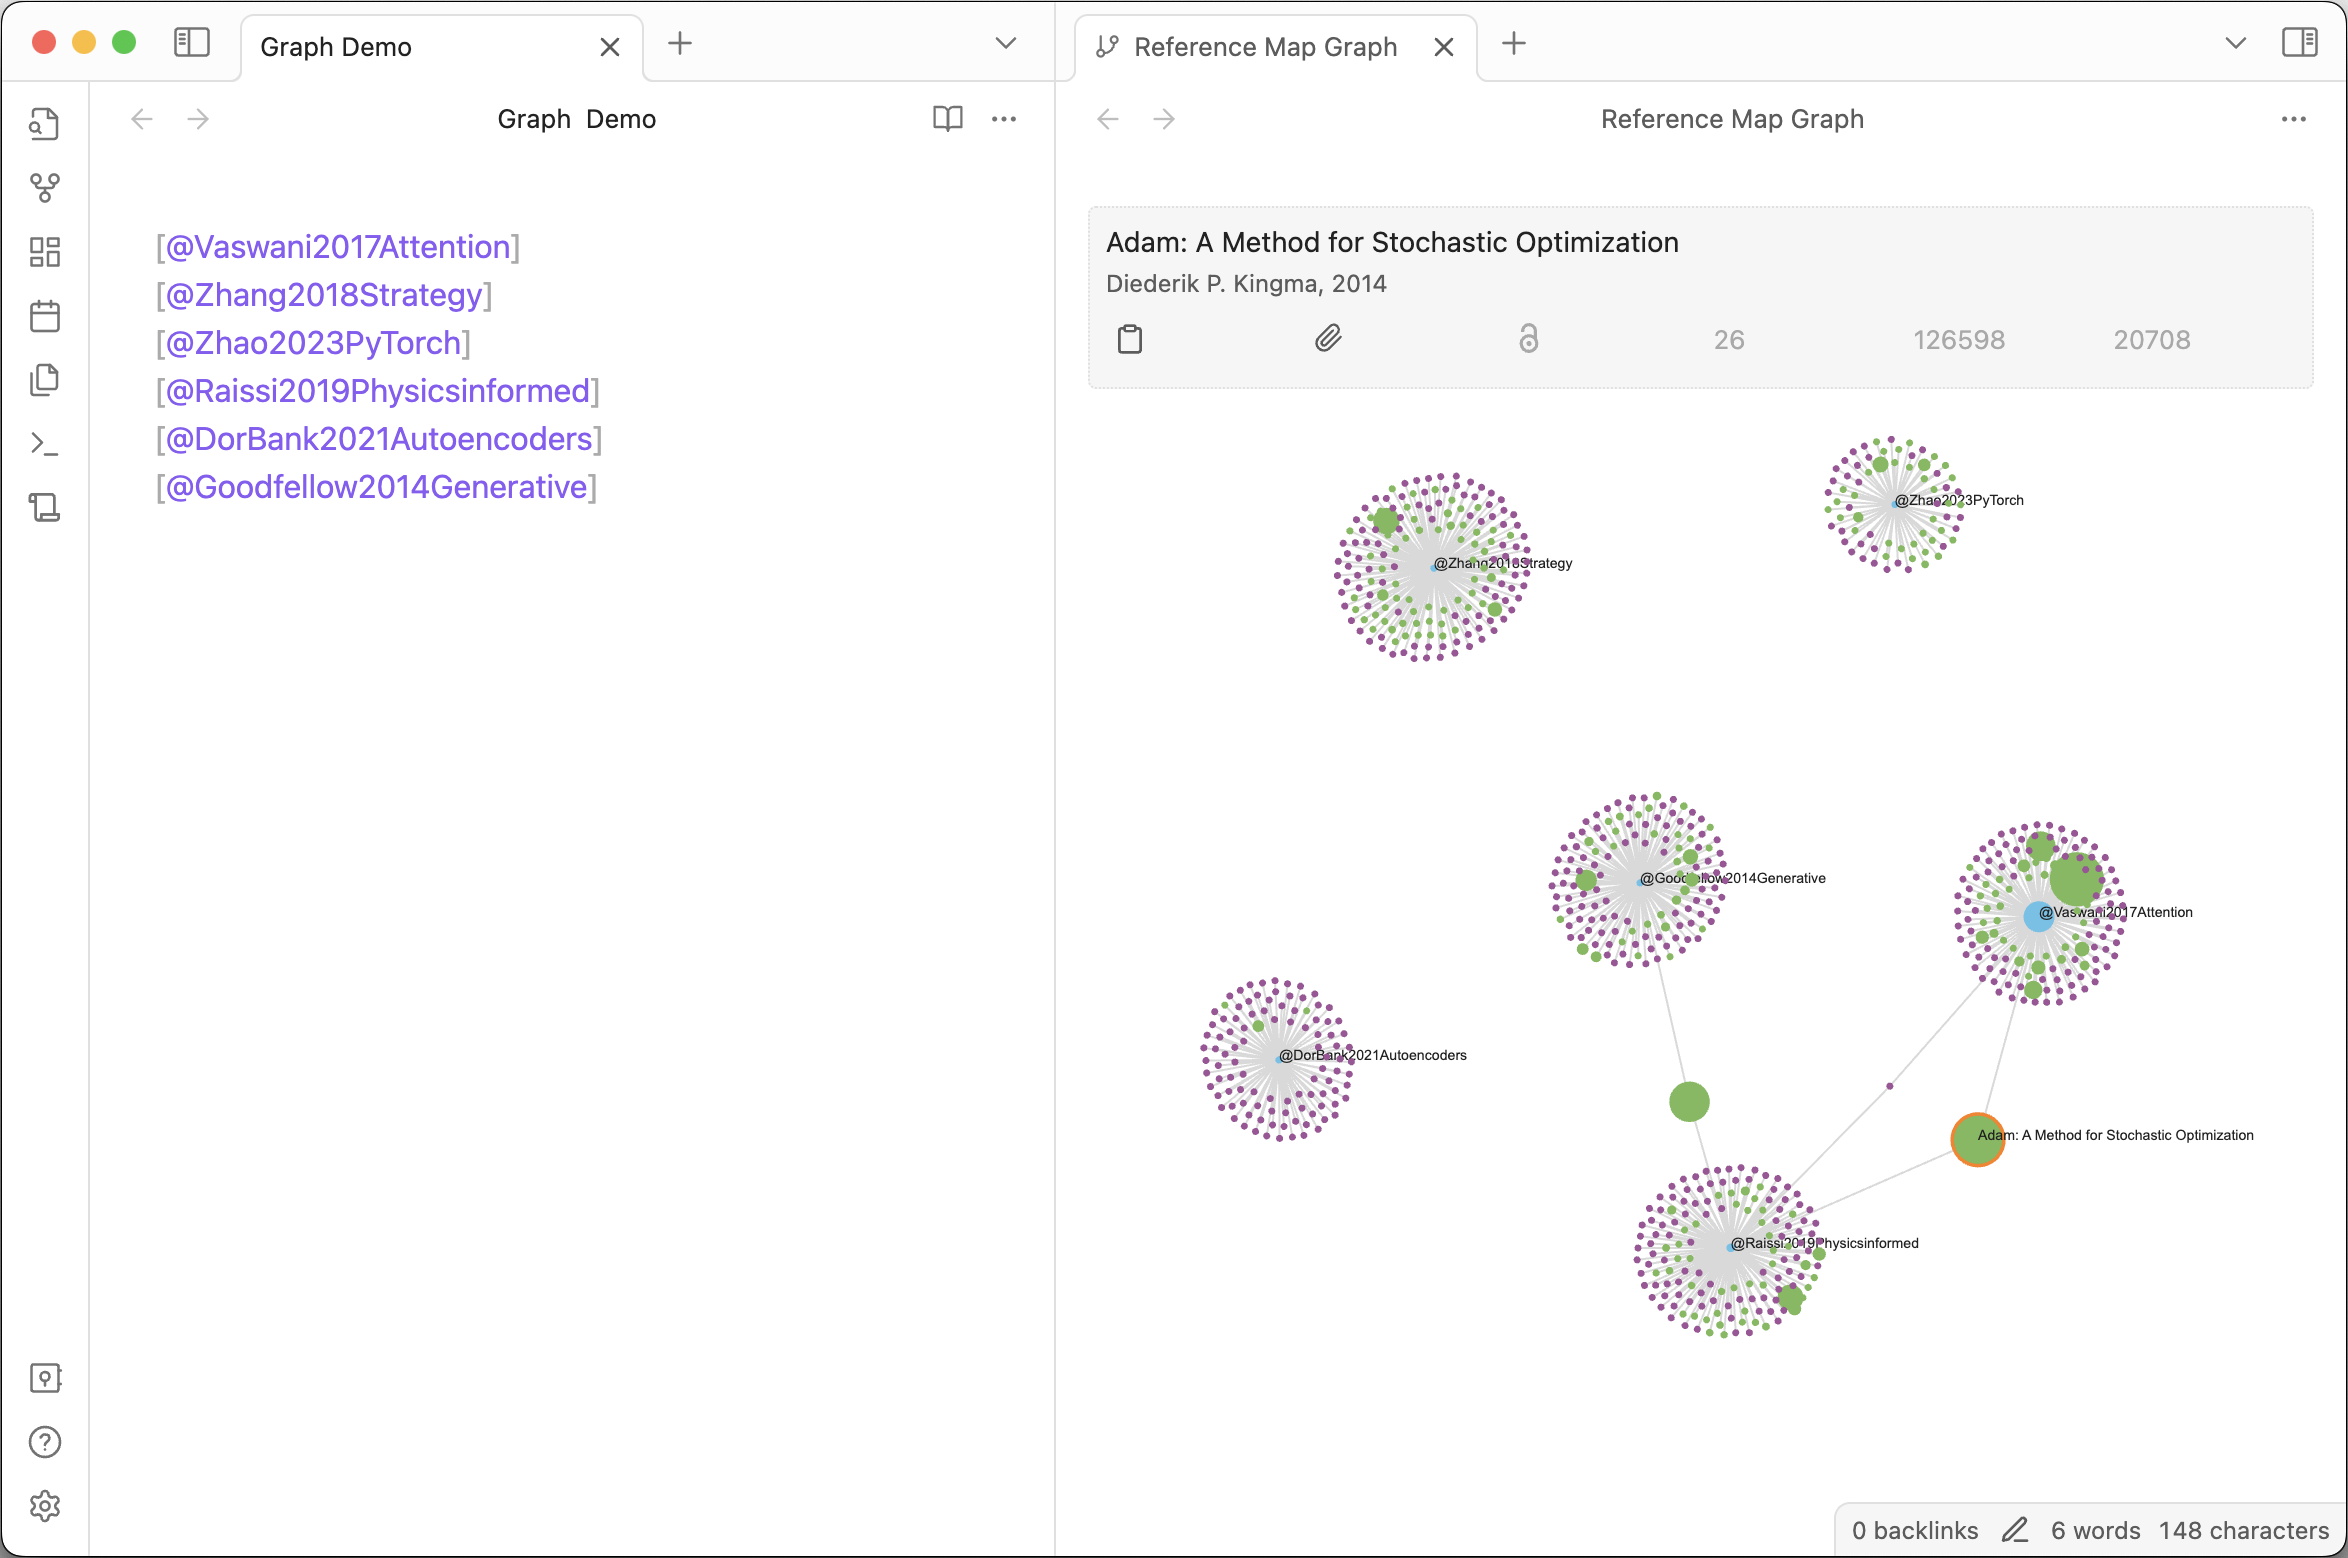 Graph Demo
Reference Map Graph
Graph Demo
Reference Map Graph
[@Vaswani2017Attention]
[@Zhang2018Strategy]
[@Zhao2023PyTorch]
[@Raissi2019Physicsinformed]
[@DorBank2021Autoencoders]
[@Goodfellow2014Generative]
Adam: A Method for Stochastic Optimization
Diederik P. Kingma, 2014
26 126598 20708
@Zhao2023PyTorch
@Zhang2018Strategy
@Goodfellow2014Generative
@Vaswani2017Attention
@DorBank2021Autoencoders
Adam: A Method for Stochastic Optimization
@Raissi2019Physicsinformed
0 backlinks 6 words 148 characters